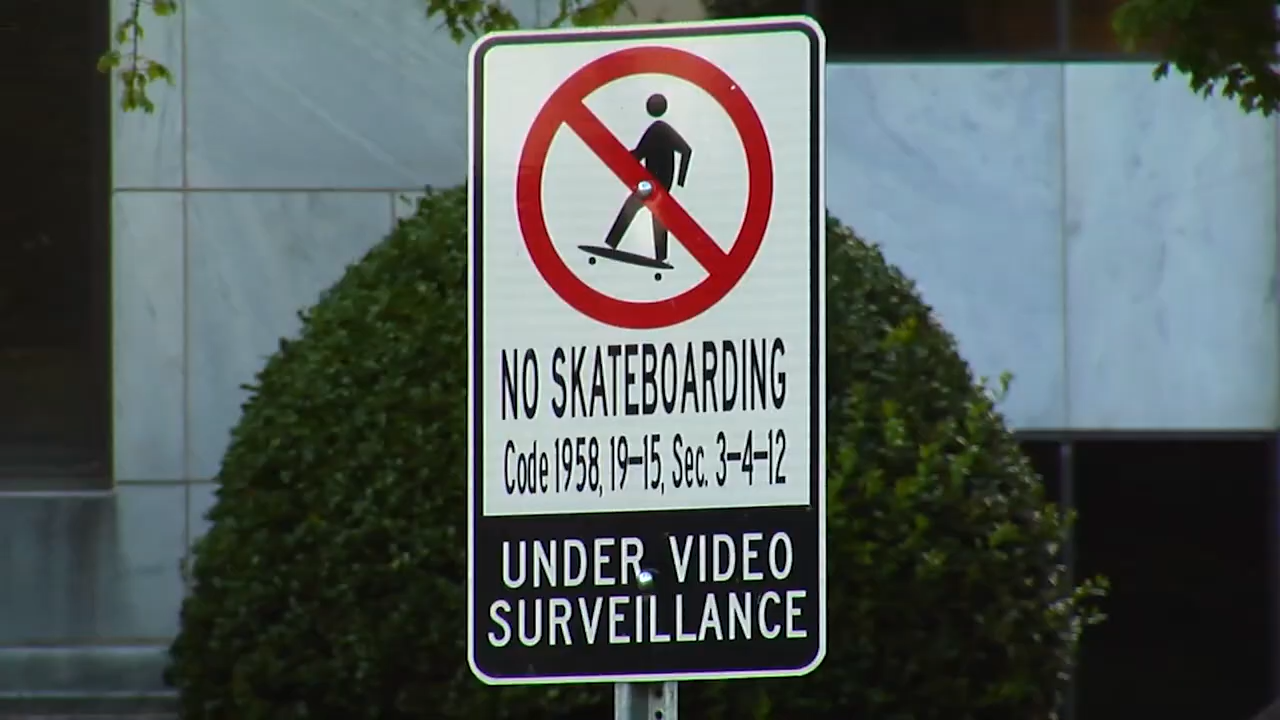 NO SKATEBOARDING
Code 1958, 19-15, Sec. 3-4-12
UNDER VIDEO
SURVEILLANCE